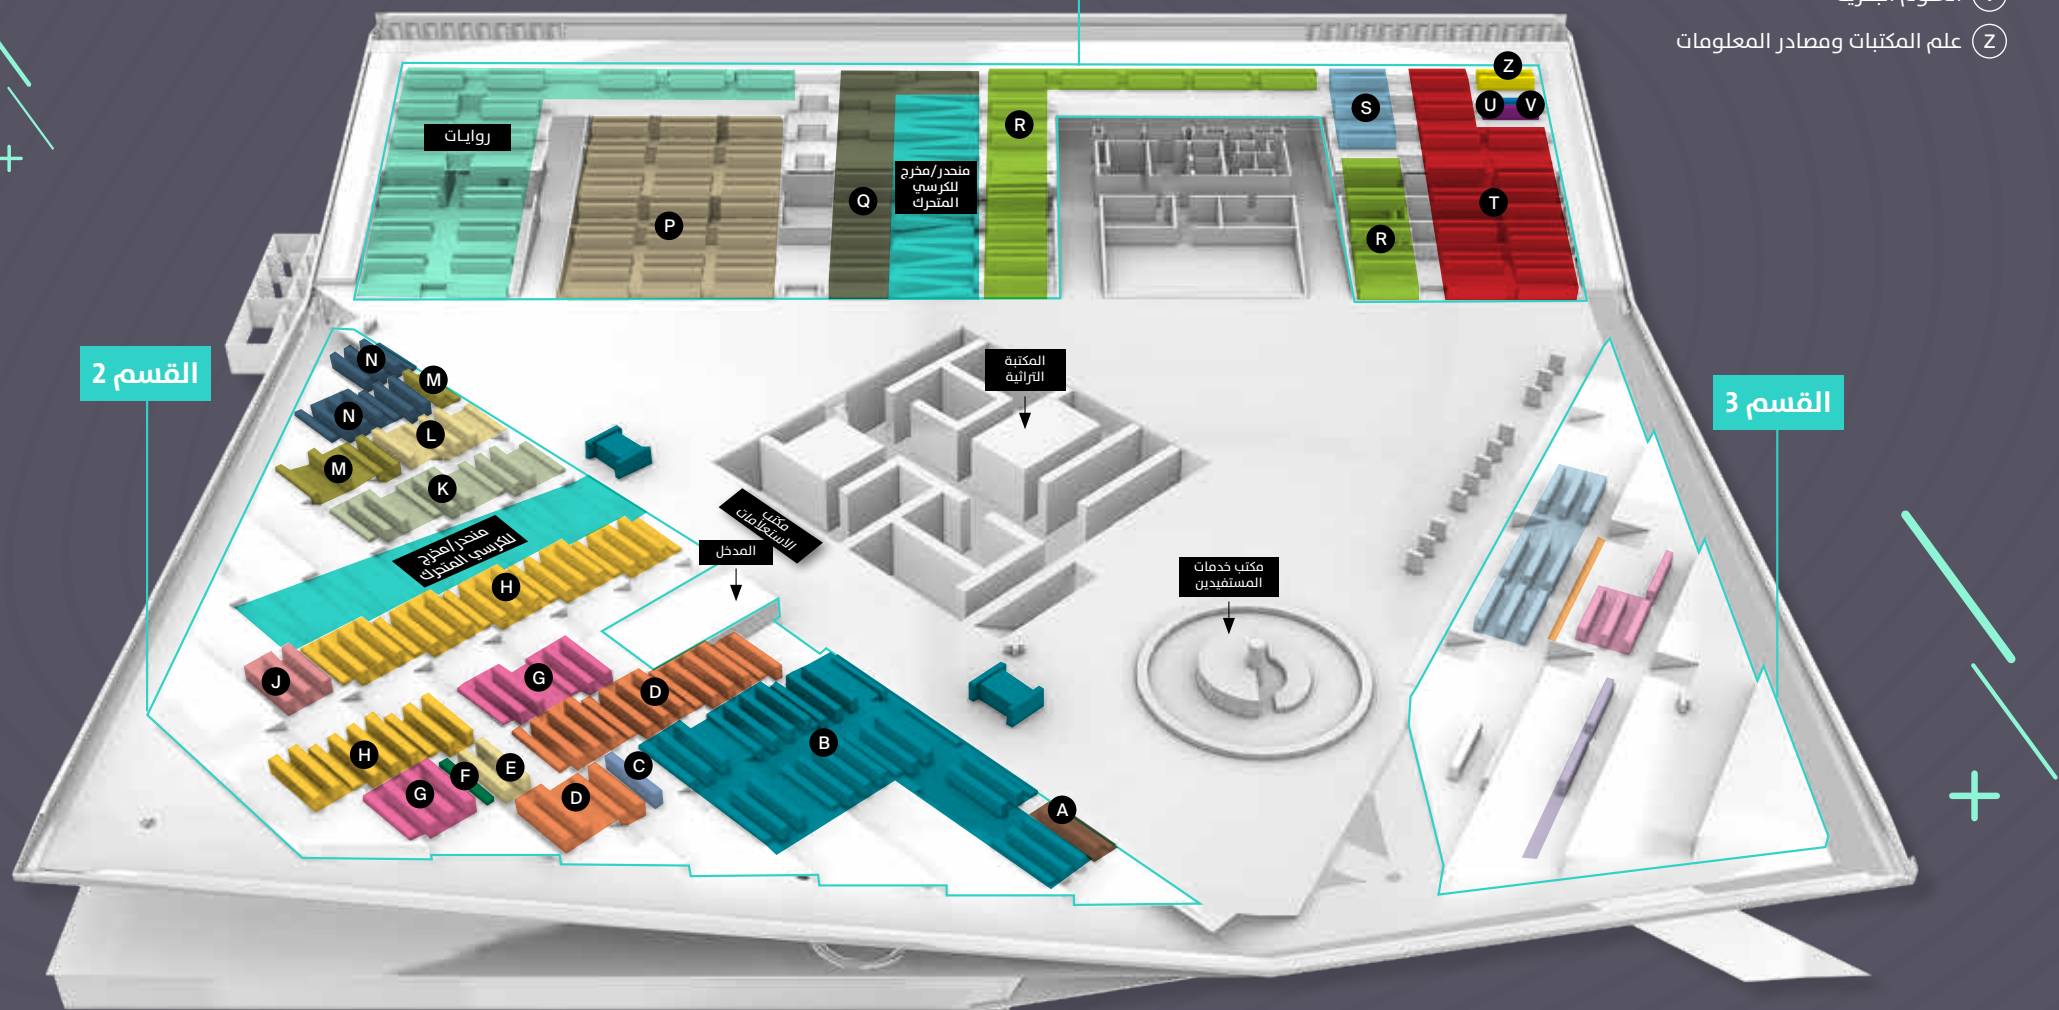 Z علم المكتبات ومصادر المعلومات
Z
U V
S
R
روايات
منحدر/مخرج
للكرسي
المتحرك
Q
T
P
R
القسم 2
N
M
N
L
M
K
المكتبة
التراثية
القسم 3
منحدر/مخرج
للكرسي المتحرك
مكتب
الاستعلامات
المدخل
مكتب خدمات
المستفيدين
H
J
G
D
B
H
F
E
C
G
D
A